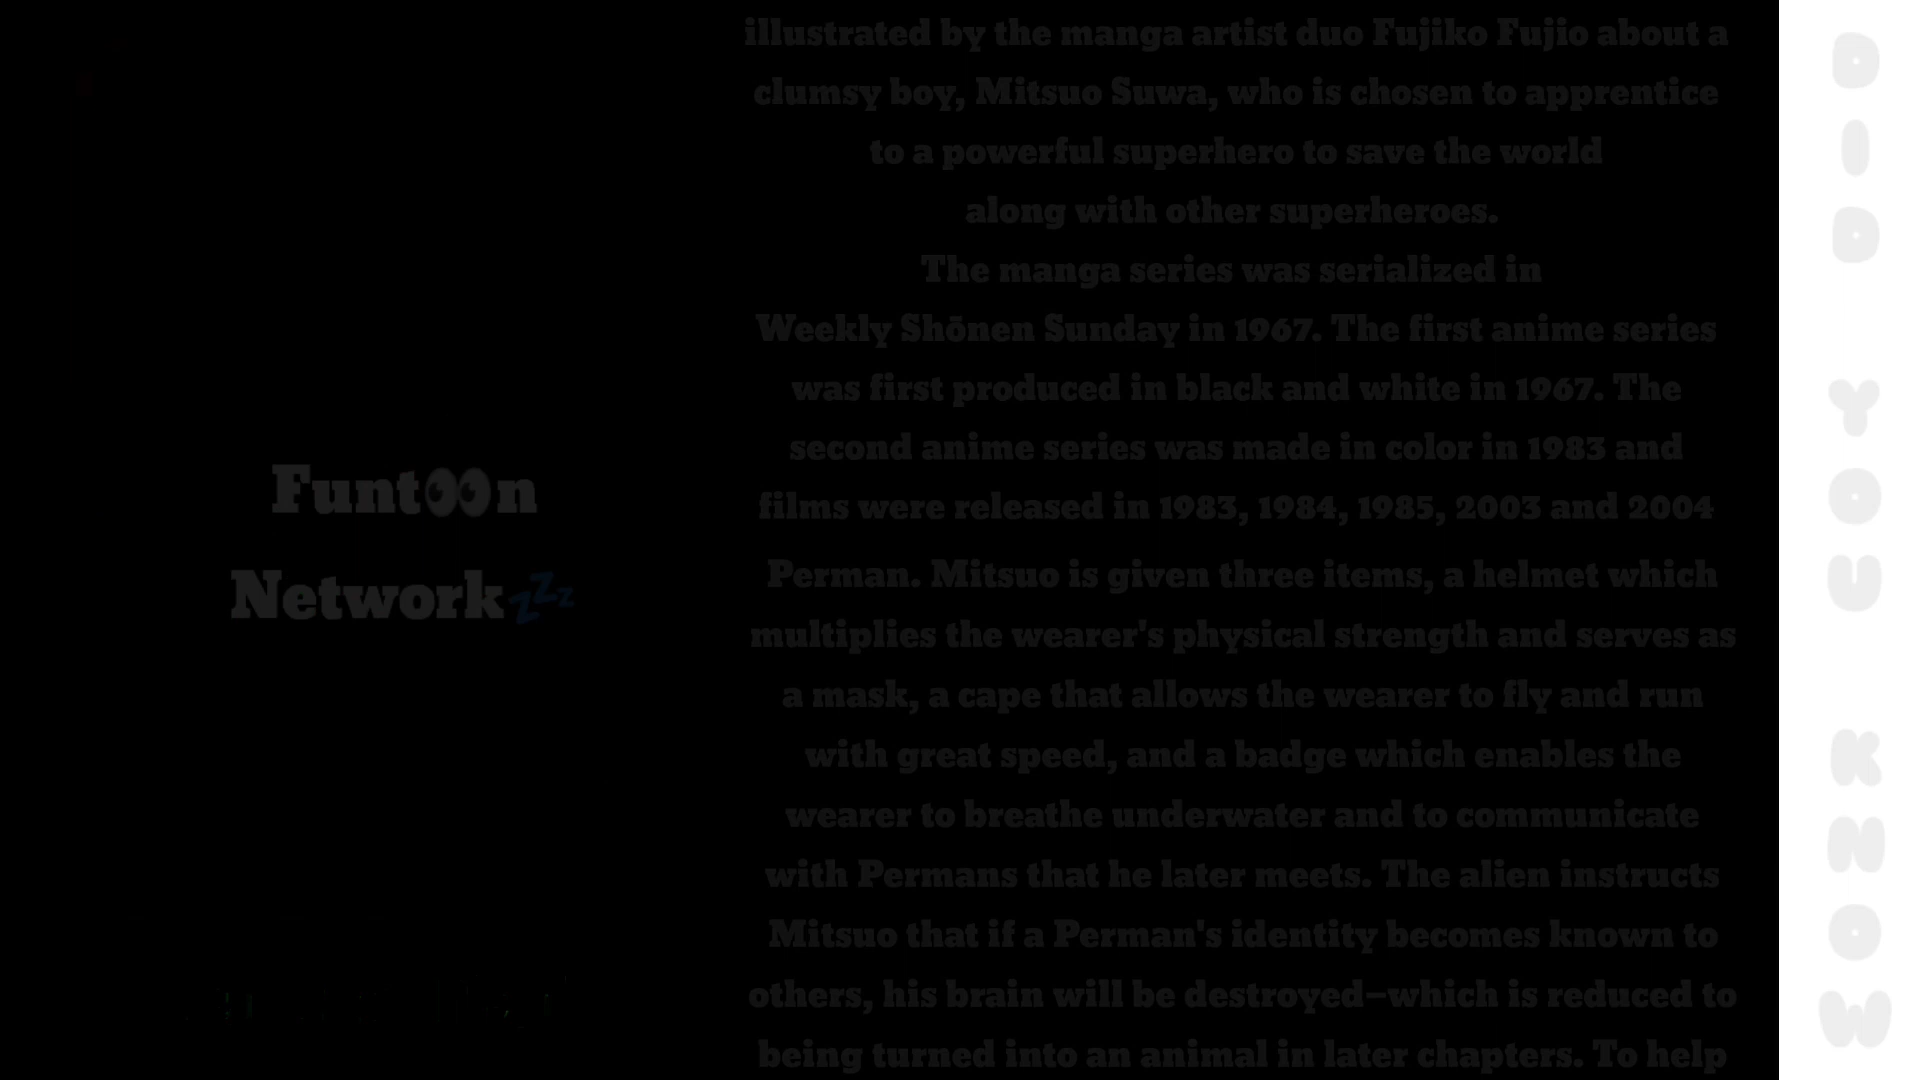 Funt👀n
Network💤
illustrated by the manga artist duo Fujiko Fujio about a
clumsy boy, Mitsuo Suwa, who is chosen to apprentice
to a powerful superhero to save the world
along with other superheroes.
The manga series was serialized in
Weekly Shōnen Sunday in 1967. The first anime series
was first produced in black and white in 1967. The
second anime series was made in color in 1983 and
films were released in 1983, 1984, 1985, 2003 and 2004
Perman. Mitsuo is given three items, a helmet which
multiplies the wearer's physical strength and serves as
a mask, a cape that allows the wearer to fly and run
with great speed, and a badge which enables the
wearer to breathe underwater and to communicate
with Permans that he later meets. The alien instructs
Mitsuo that if a Perman's identity becomes known to
others, his brain will be destroyed–which is reduced to
being turned into an animal in later chapters. To help
DID YOU KNOW